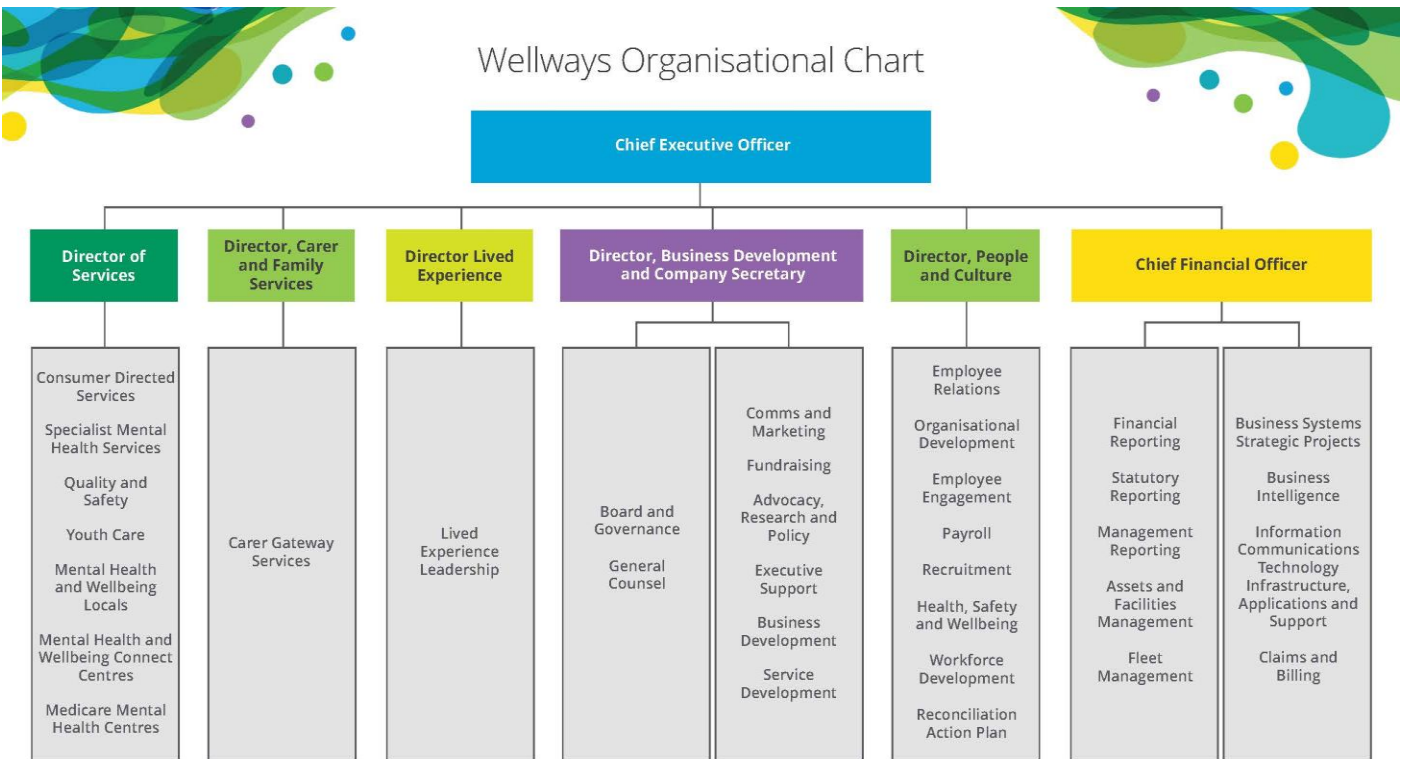 Wellways Organisational Chart
Chief Executive Officer
Director of
Services
Director, Carer
and Family
Services
Director Lived
Experience
Director, Business Development
and Company Secretary
Director, People
and Culture
Chief Financial Officer
Consumer Directed
Services
Specialist Mental
Health Services
Quality and
Safety
Youth Care
Mental Health
and Wellbeing
Locals
Mental Health and
Wellbeing Connect
Centres
Medicare Mental
Health Centres
Carer Gateway
Services
Lived
Experience
Leadership
Board and
Governance
General
Counsel
Comms and
Marketing
Fundraising
Advocacy,
Research and
Policy
Executive
Support
Business
Development
Service
Development
Employee
Relations
Organisational
Development
Employee
Engagement
Payroll
Recruitment
Health, Safety
and Wellbeing
Workforce
Development
Reconciliation
Action Plan
Financial
Reporting
Statutory
Reporting
Management
Reporting
Assets and
Facilities
Management
Fleet
Management
Business Systems
Strategic Projects
Business
Intelligence
Information
Communications
Technology
Infrastructure,
Applications and
Support
Claims and
Billing